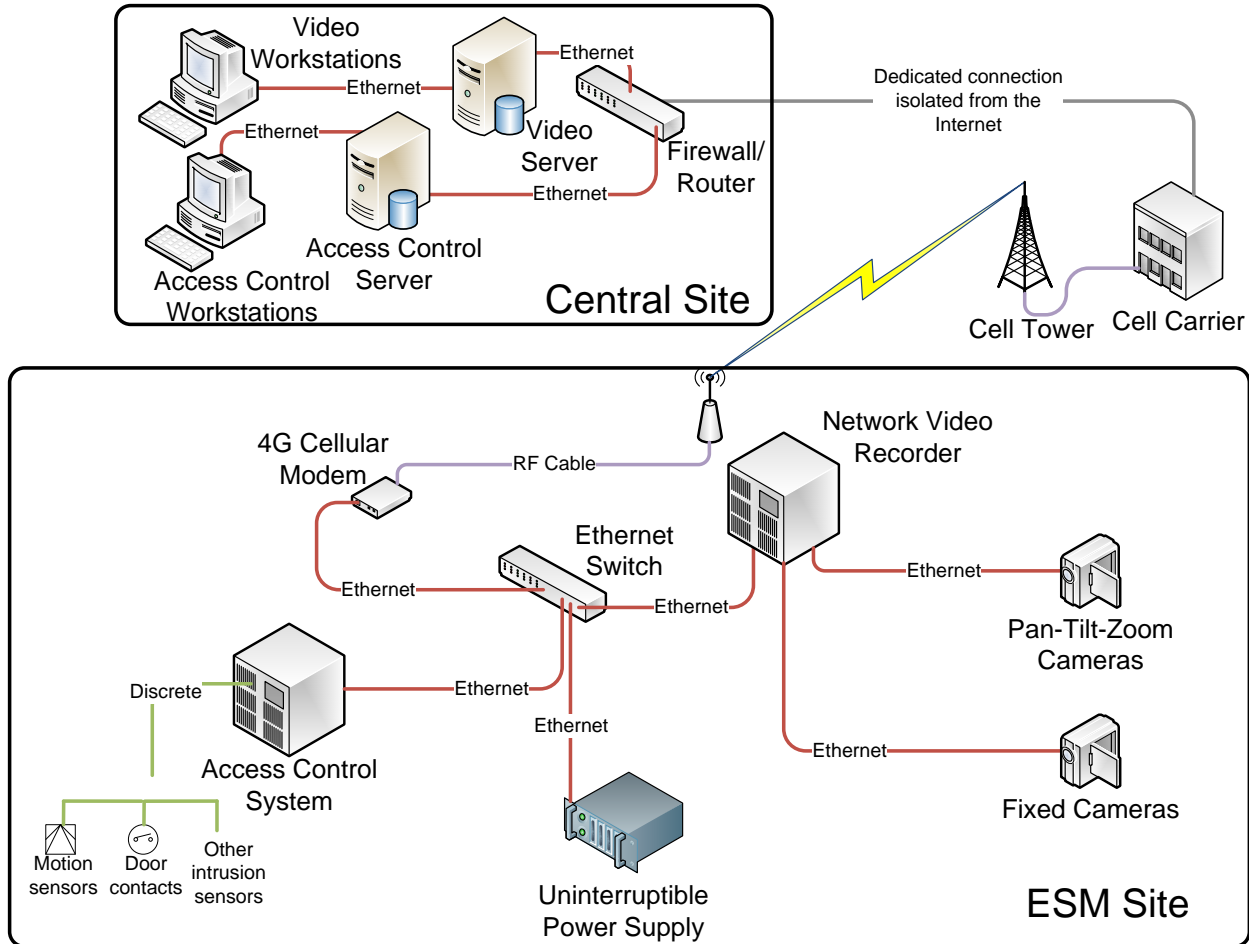 Video
Workstations
Ethernet
Ethernet
Ethernet
Video
Server
Firewall/
Router
Ethernet
Access Control
Server
Access Control
Workstations
Central Site
Dedicated connection
isolated from the
Internet
Cell Tower
Cell Carrier
4G Cellular
Modem
RF Cable
Network Video
Recorder
Ethernet
Switch
Ethernet
Ethernet
Ethernet
Pan-Tilt-Zoom
Cameras
Discrete
Ethernet
Ethernet
Ethernet
Access Control
System
Fixed Cameras
Motion
sensors
Door
contacts
Other
intrusion
sensors
Uninterruptible
Power Supply
ESM Site